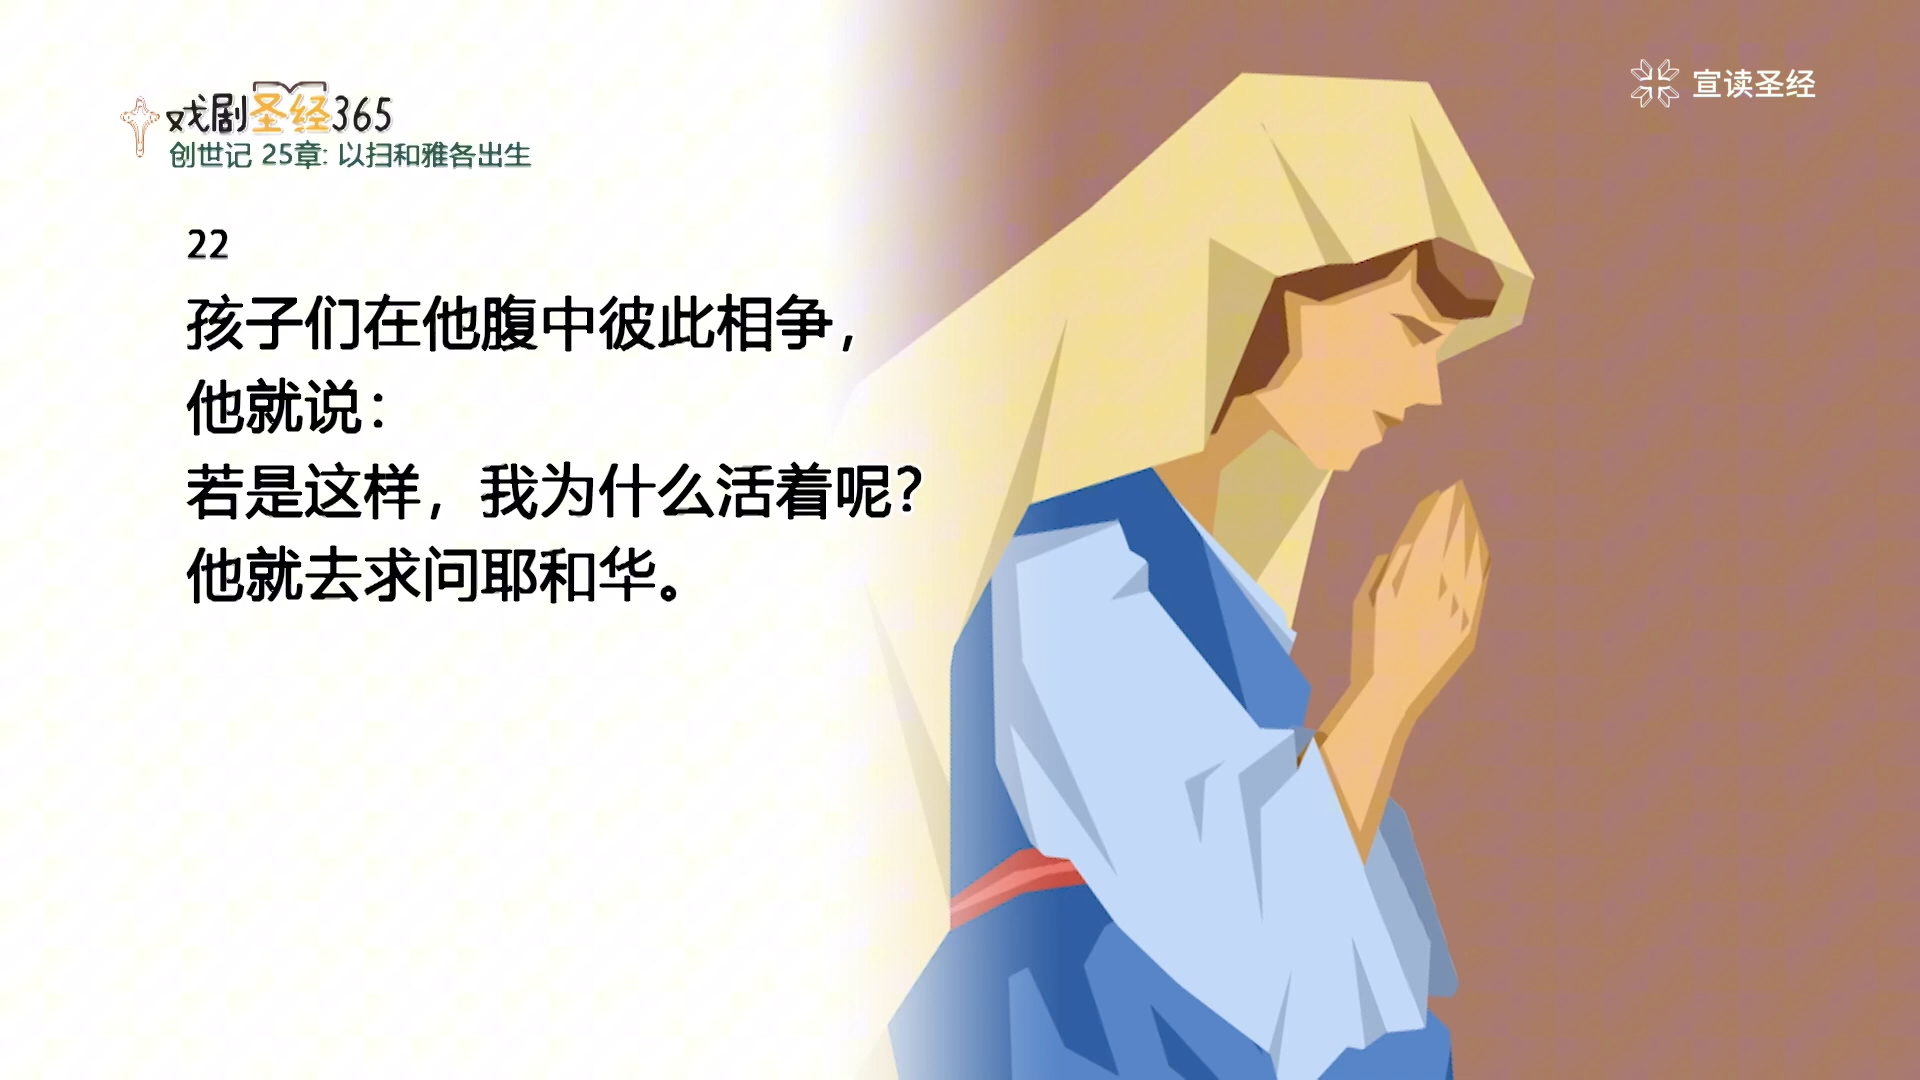 戏剧圣经365
宣读圣经
创世记 25章: 以扫和雅各出生
22
孩子们在他腹中彼此相争，
他就说：
若是这样，我为什么活着呢？
他就去求问耶和华。